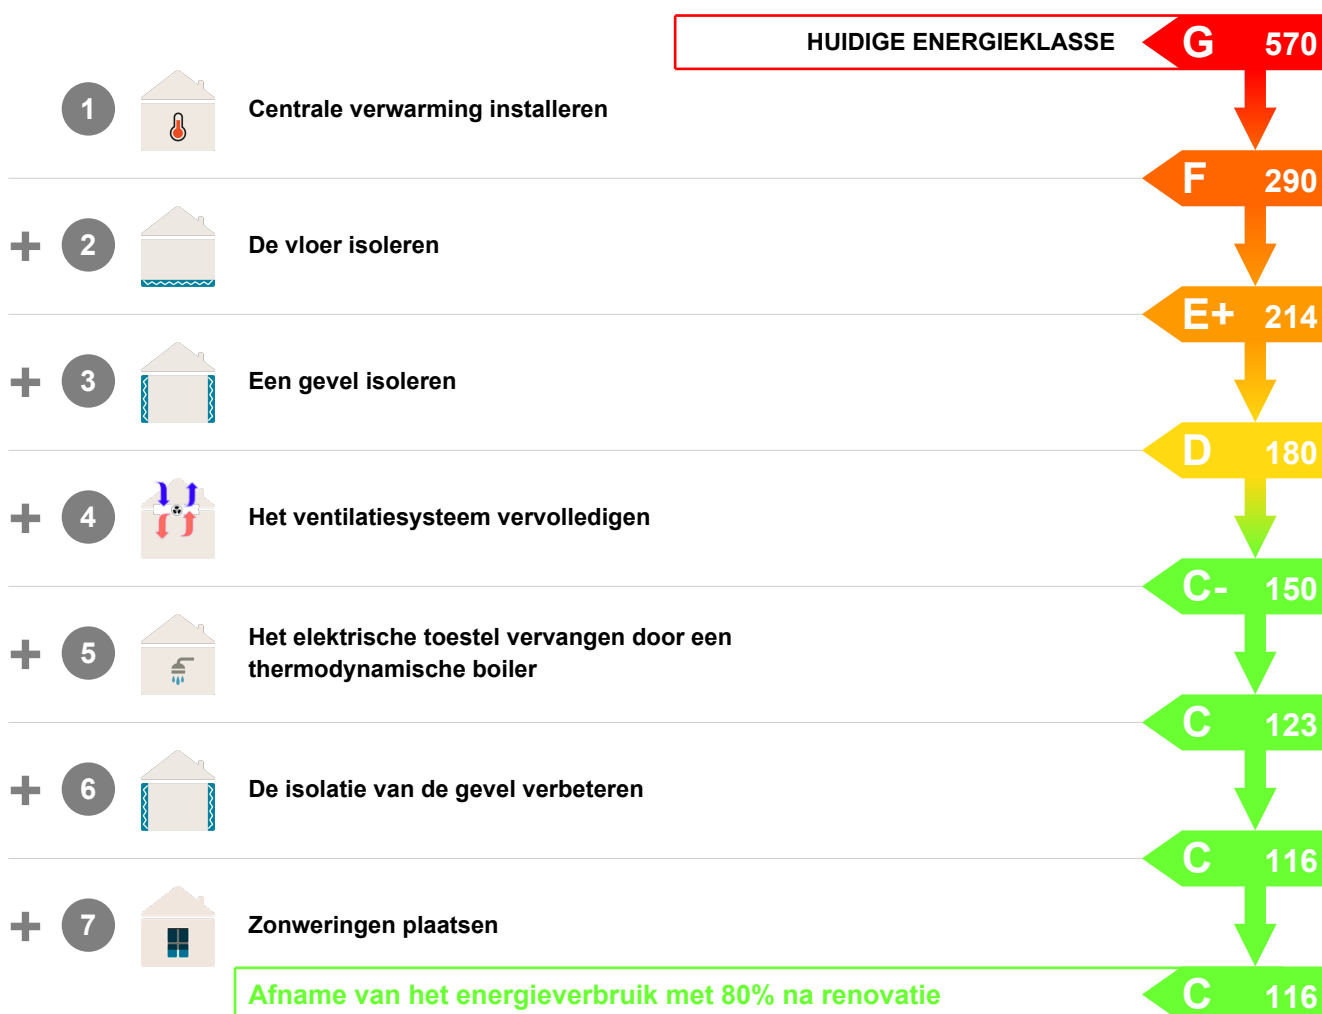 HUIDIGE ENERGIEKLASSE G 570
1 Centrale verwarming installeren
F 290
+ 2 De vloer isoleren
E+ 214
+ 3 Een gevel isoleren
D 180
+ 4 Het ventilatiesysteem vervolledigen
C- 150
+ 5 Het elektrische toestel vervangen door een
thermodynamische boiler
C 123
+ 6 De isolatie van de gevel verbeteren
C 116
+ 7 Zonweringen plaatsen
Afname van het energieverbruik met 80% na renovatie C 116